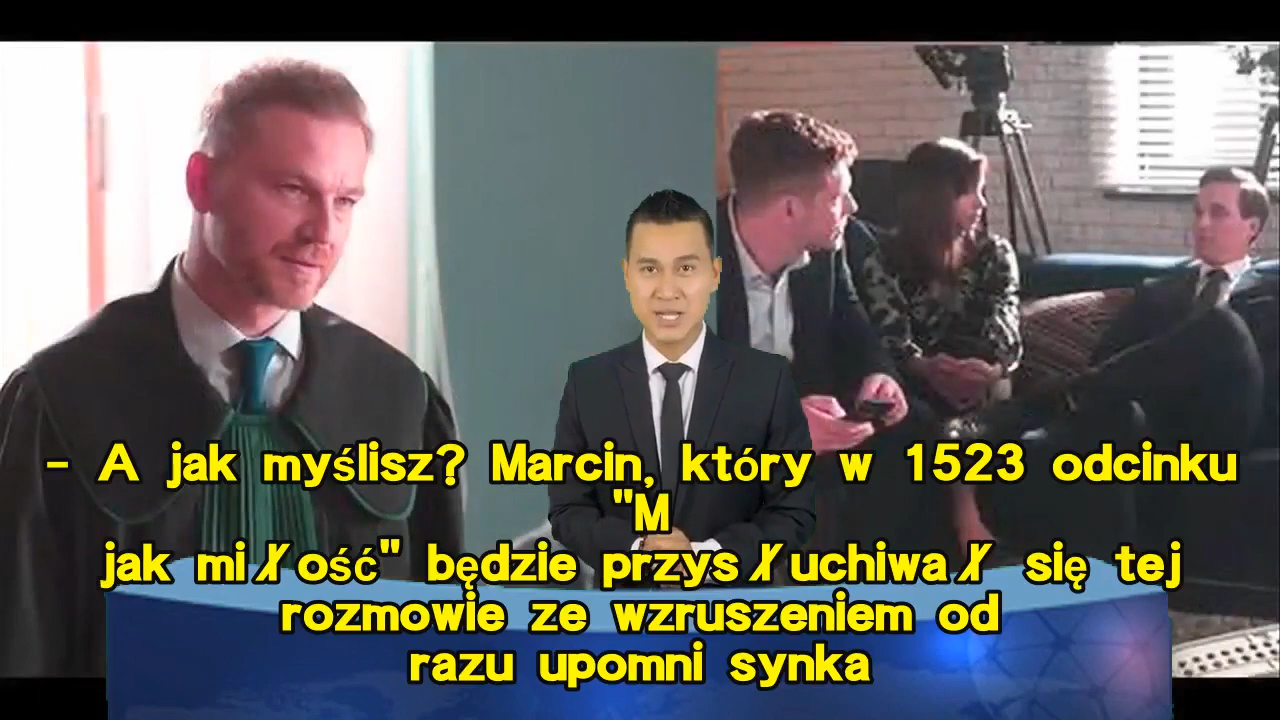 - A jak myślisz? Marcin, który w 1523 odcinku
"M
jak miłość" będzie przysłuchiwał się tej
rozmowie ze wzruszeniem od
razu upomni synka